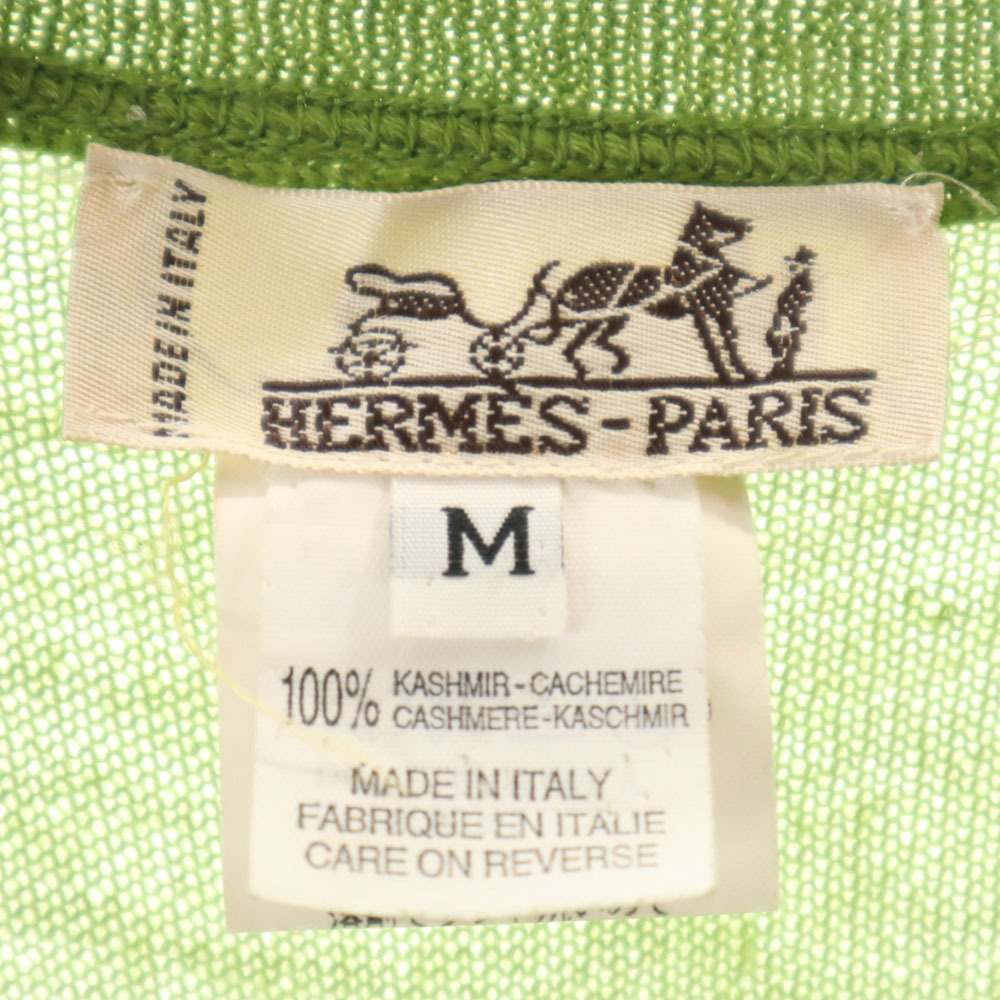 MADE IN ITALY
HERMES-PARIS
M
100% KASHMIR-CACHEMIRE
CASHMERE-KASCHMIR
MADE IN ITALY
FABRIQUE EN ITALIE
CARE ON REVERSE